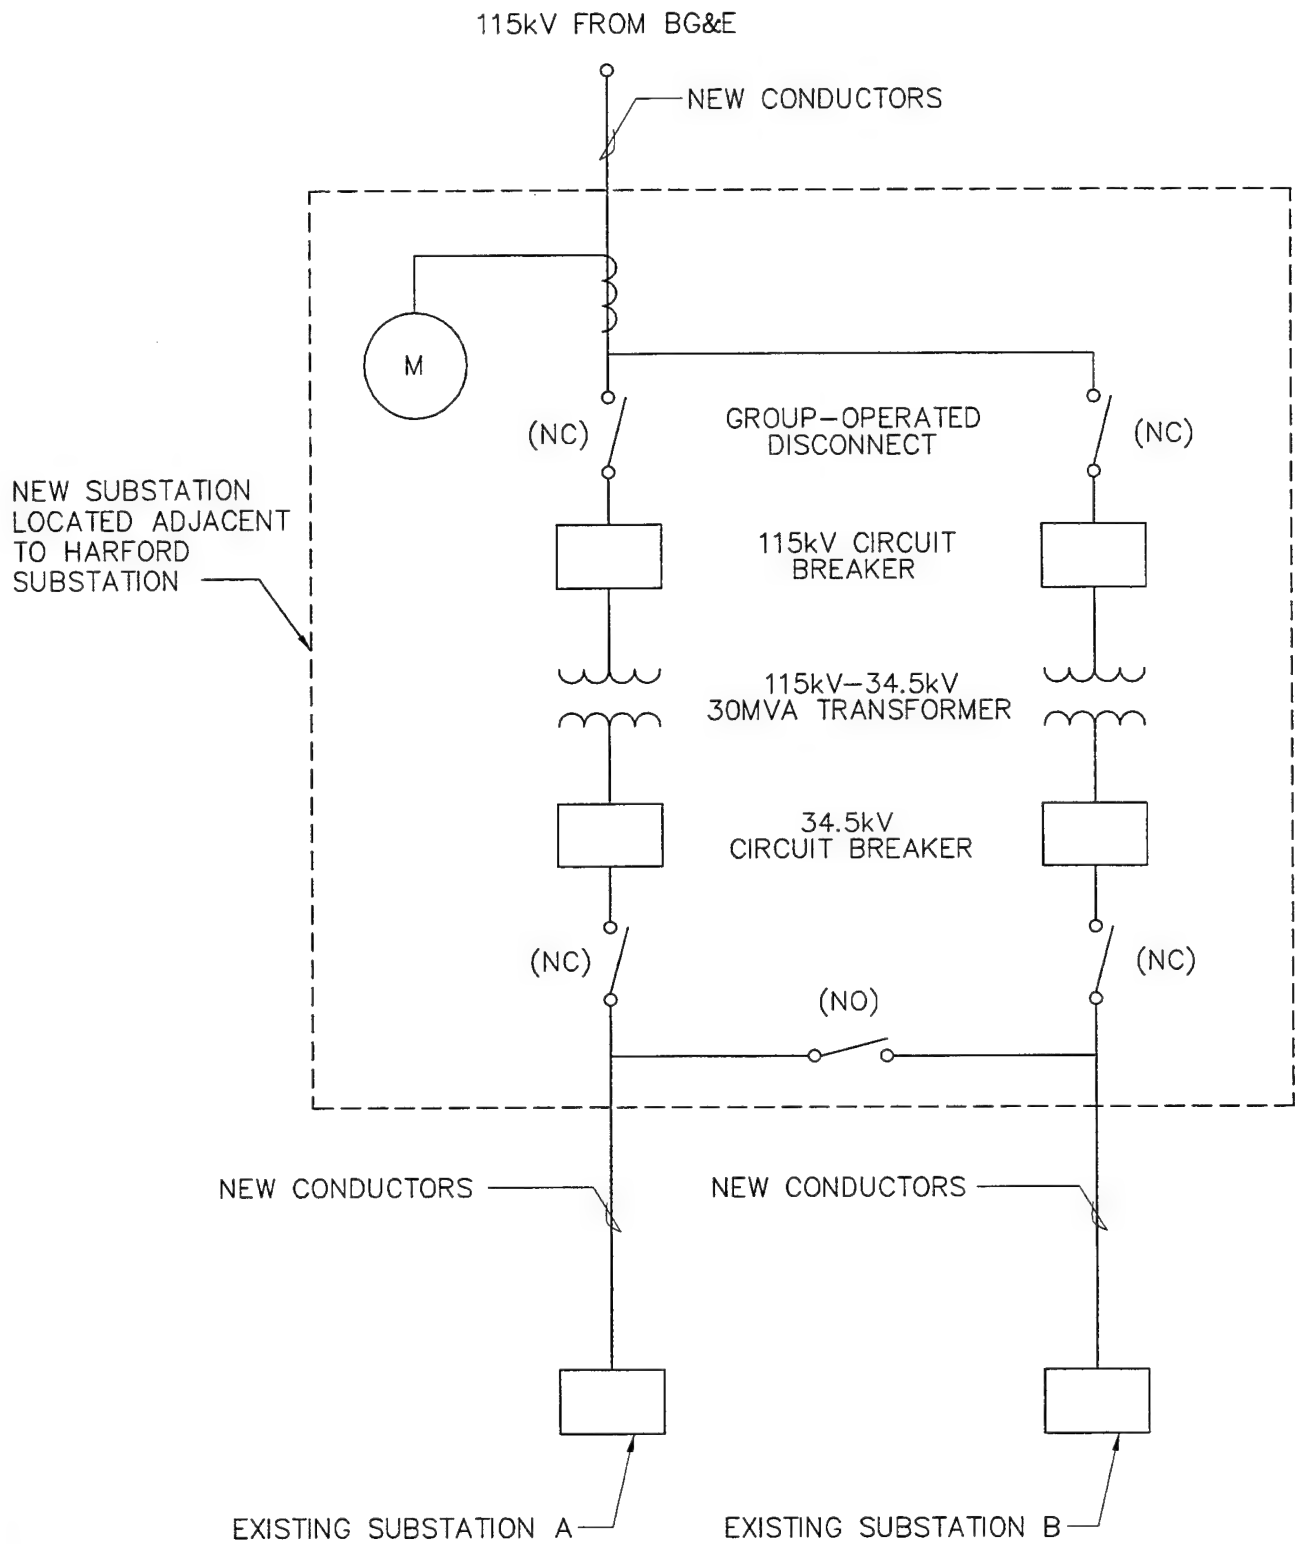 115kV FROM BG&E
NEW CONDUCTORS
M
(NC)
GROUP-OPERATED
DISCONNECT
(NC)
NEW SUBSTATION
LOCATED ADJACENT
TO HARFORD
SUBSTATION
115kV CIRCUIT
BREAKER
115kV-34.5kV
30MVA TRANSFORMER
34.5kV
CIRCUIT BREAKER
(NC)
(NC)
(NO)
NEW CONDUCTORS
NEW CONDUCTORS
EXISTING SUBSTATION A
EXISTING SUBSTATION B